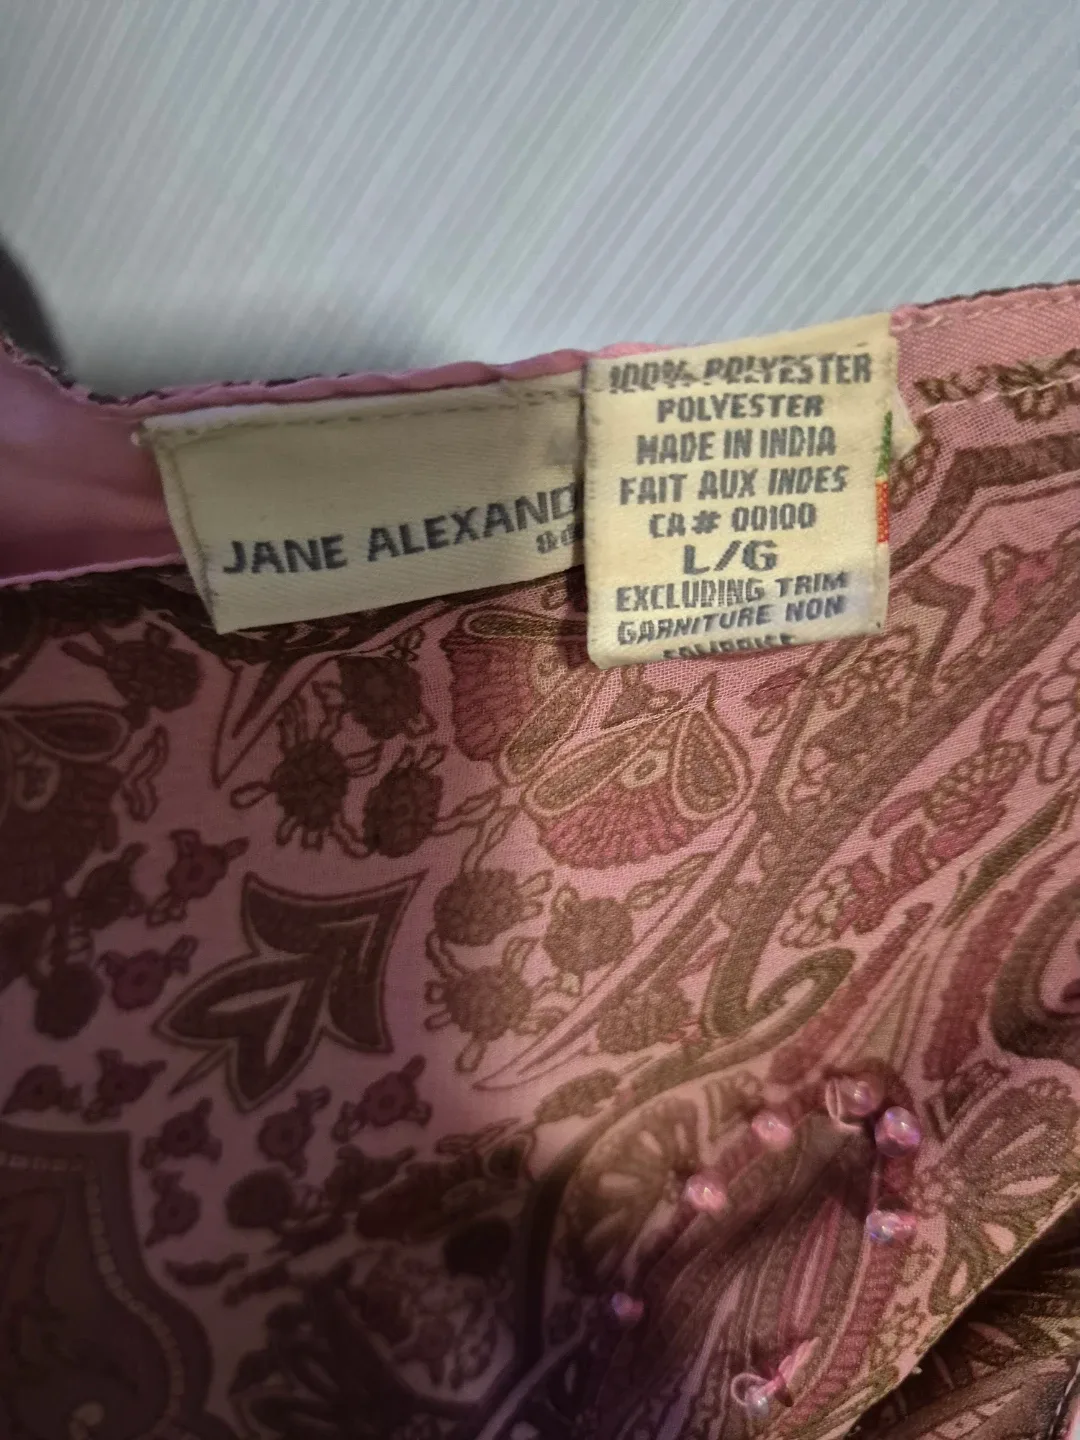 JANE ALEXAND
100% POLYESTER
POLYESTER
MADE IN INDIA
FAIT AUX INDES
CA# 00100
L/G
EXCLUDING TRIM
GARNITURE NON